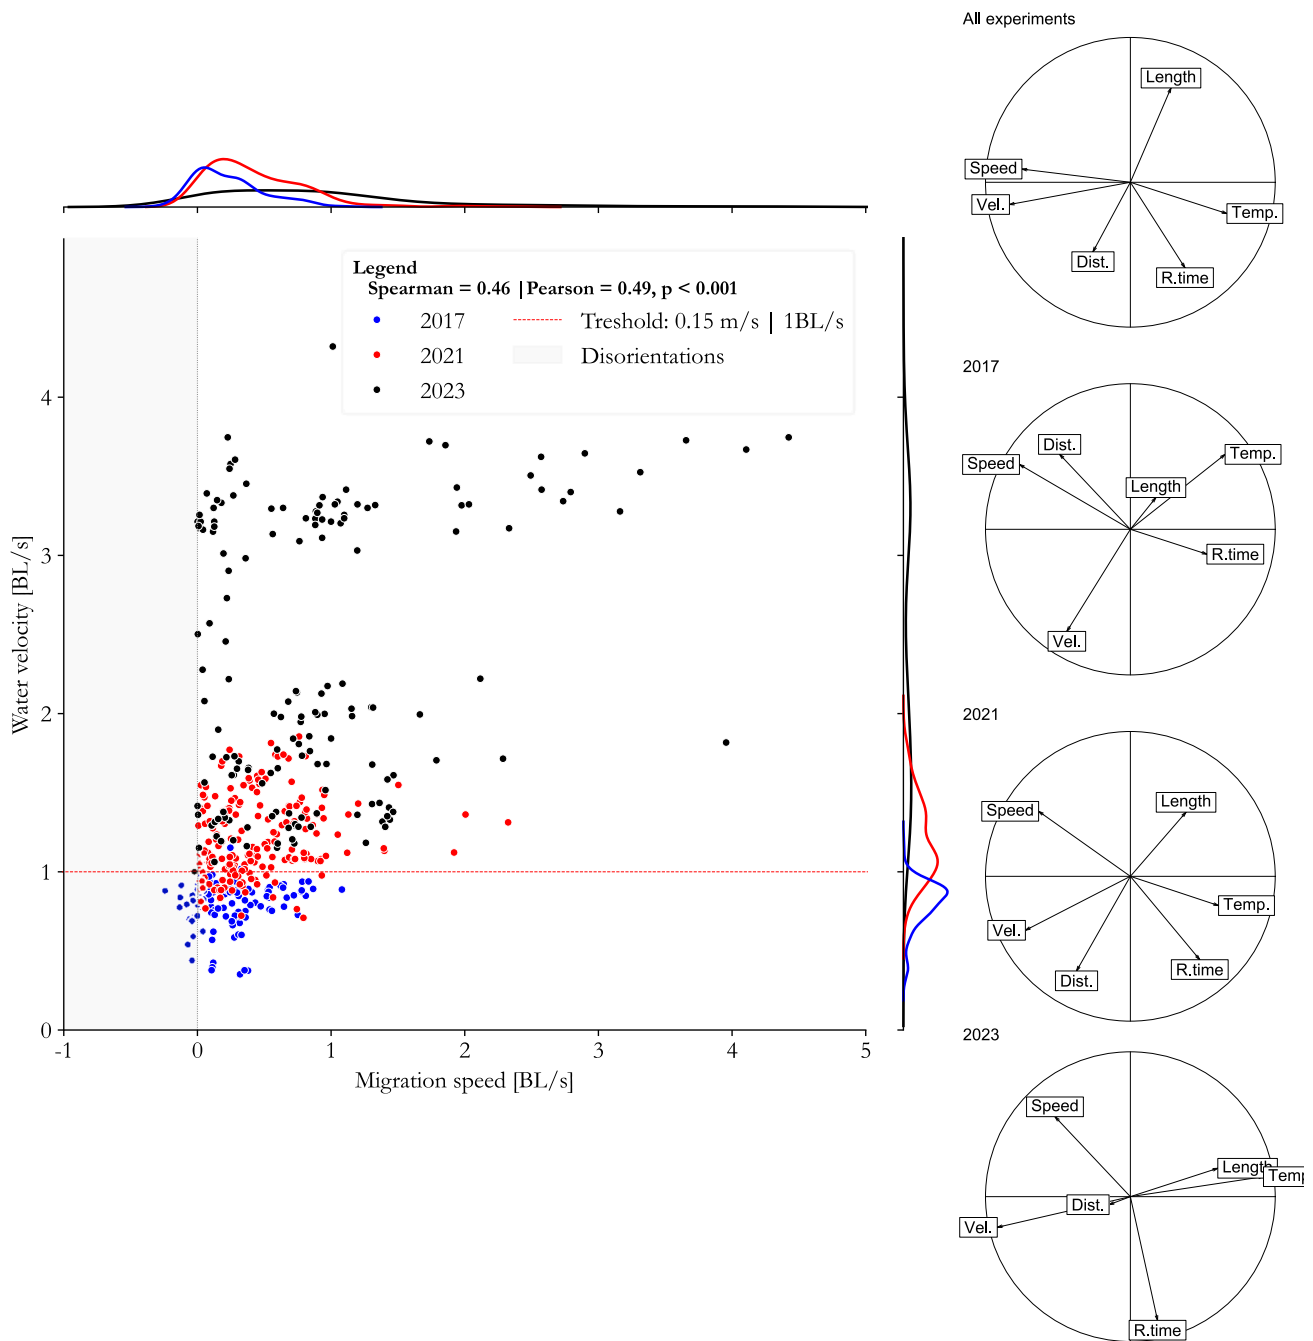 All experiments
Length
Speed
Vel.
Temp.
Dist.
R.time
Legend
Spearman = 0.46 | Pearson = 0.49, p < 0.001
2017
Treshold: 0.15 m/s | 1BL/s
2021
Disorientations
2023
4
3
2
1
0
Water velocity [BL/s]
-1
0
1
2
3
4
5
Migration speed [BL/s]
2017
Dist.
Speed
Temp.
Length
R.time
Vel.
2021
Speed
Length
Temp.
Vel.
R.time
Dist.
2023
Speed
Length
Temp
Dist.
Vel.
R.time